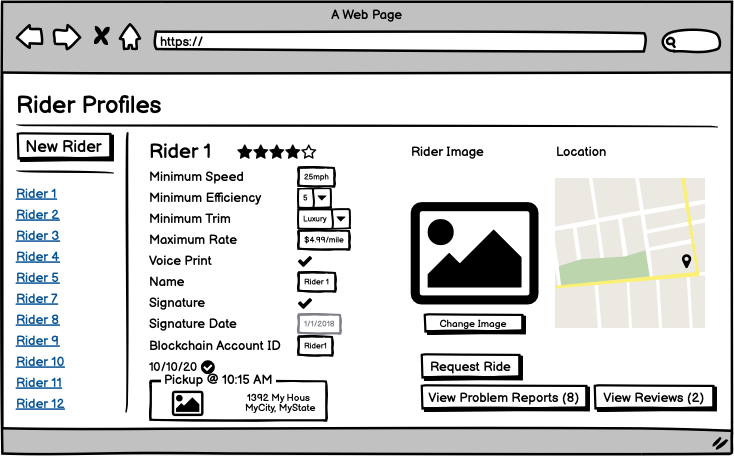 A Web Page
https://
Rider Profiles
New Rider
Rider 1
Rider 2
Rider 3
Rider 4
Rider 5
Rider 7
Rider 8
Rider 9
Rider 10
Rider 11
Rider 12
Rider 1
Minimum Speed 25mph
Minimum Efficiency 5
Minimum Trim Luxury
Maximum Rate $4.99/mile
Voice Print
Name Rider 1
Signature
Signature Date 1/1/2018
Blockchain Account ID Rider1
10/10/20
Pickup @ 10:15 AM
1392 My Hous
MyCity, MyState
Rider Image
Change Image
Location
Request Ride
View Problem Reports (8)
View Reviews (2)